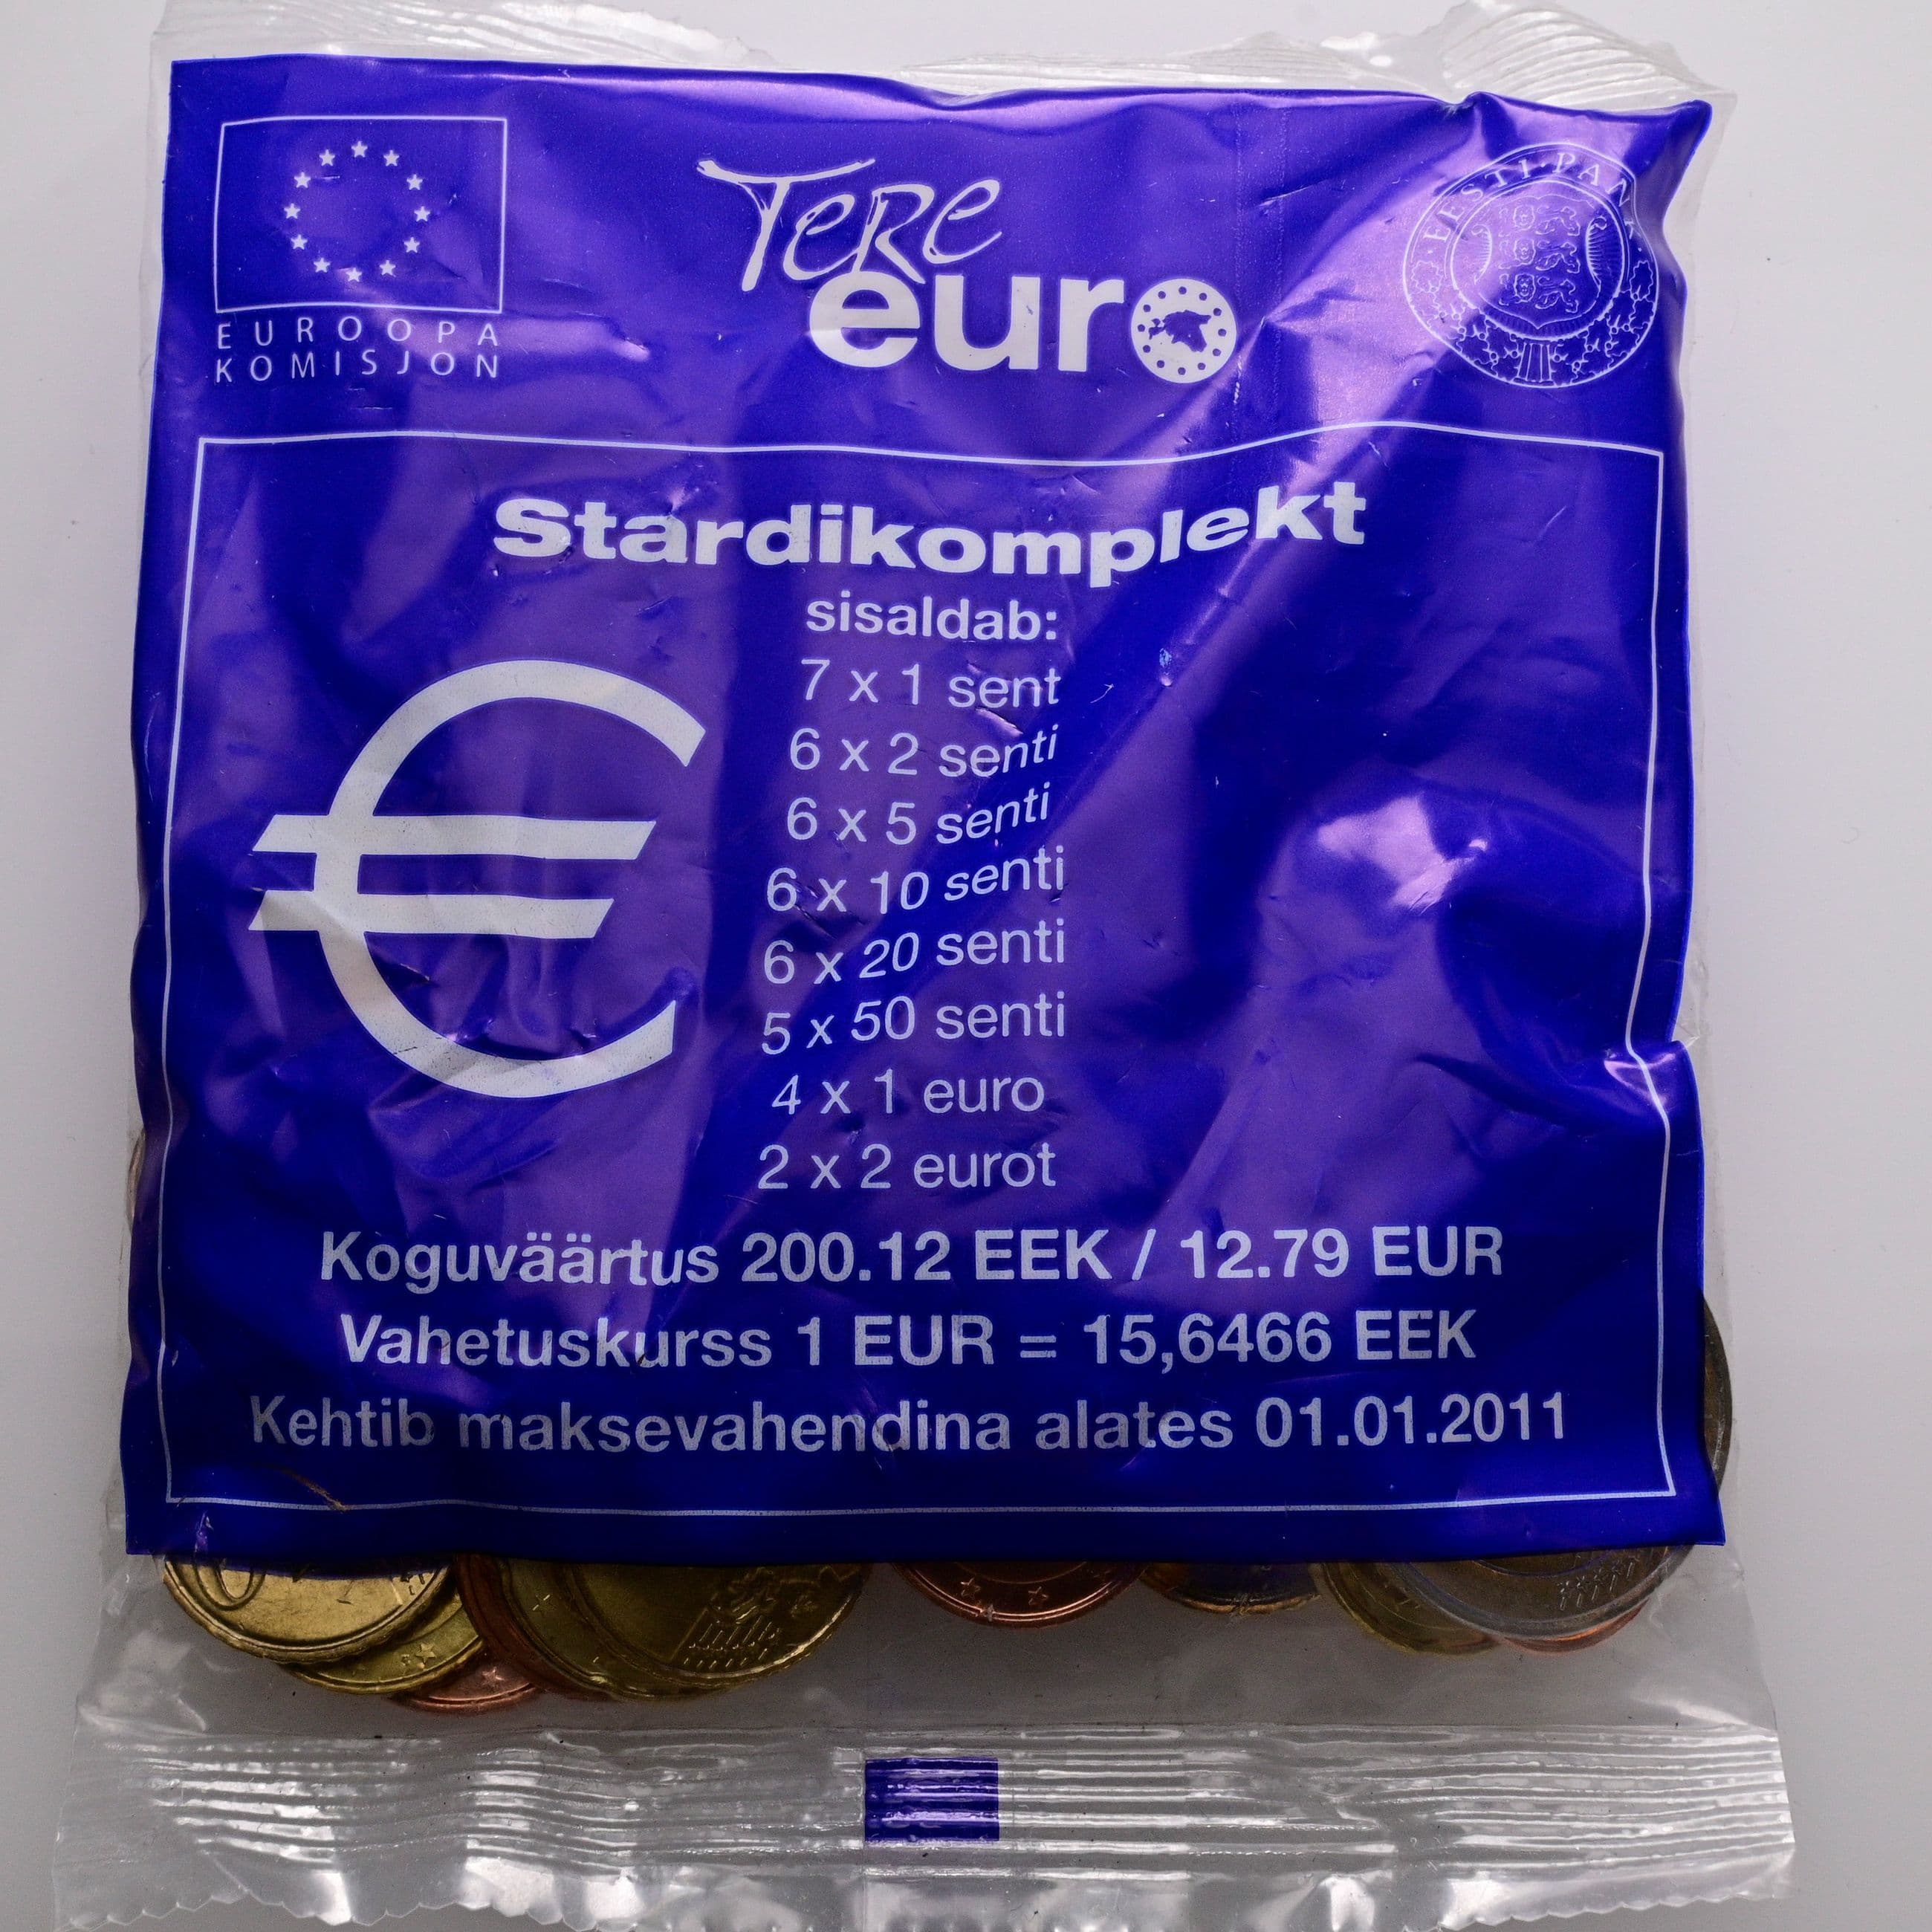 EUROOPA
KOMISJON
Tere
euro
EESTI PANK
Stardikomplekt
sisaldab:
7 x 1 sent
6 x 2 senti
6 x 5 senti
6 x 10 senti
6 x 20 senti
5 x 50 senti
4 x 1 euro
2 x 2 eurot
€
Koguväärtus 200.12 EEK / 12.79 EUR
Vahetuskurss 1 EUR = 15,6466 EEK
Kehtib maksevahendina alates 01.01.2011